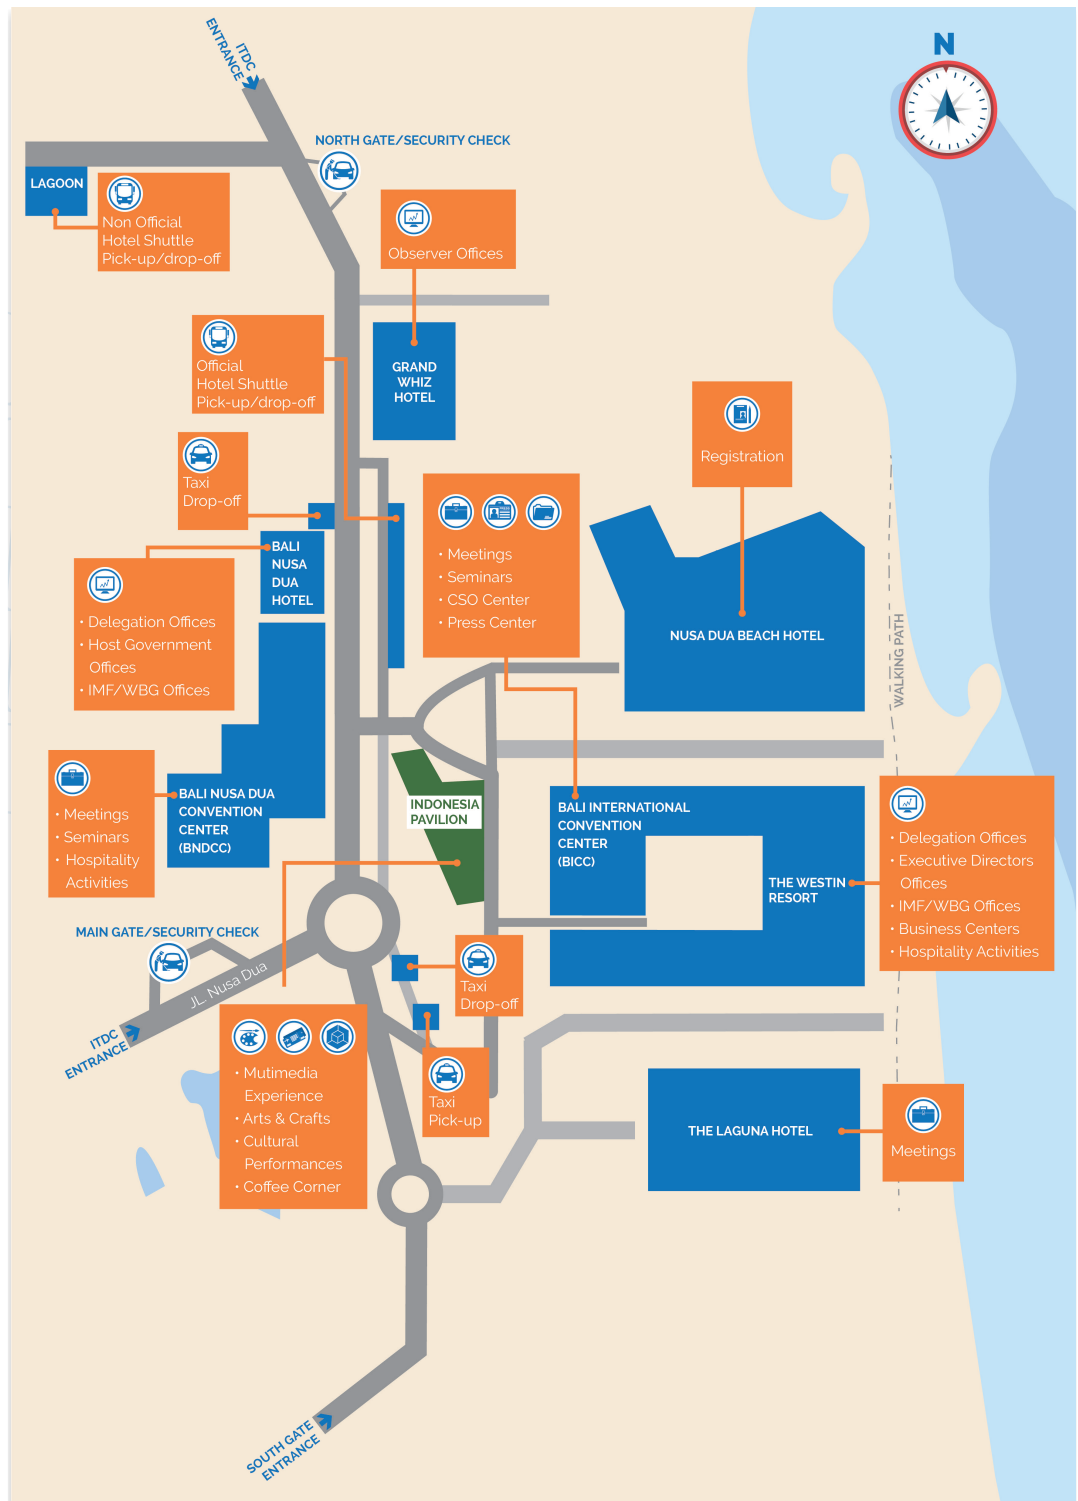 N
ITDC
ENTRANCE
NORTH GATE/SECURITY CHECK
LAGOON
Non Official
Hotel Shuttle
Pick-up/drop-off
Observer Offices
Official
Hotel Shuttle
Pick-up/drop-off
GRAND
WHIZ
HOTEL
Registration
Taxi
Drop-off
BALI
NUSA
DUA
HOTEL
• Meetings
• Seminars
• CSO Center
• Press Center
• Delegation Offices
• Host Government
Offices
• IMF/WBG Offices
NUSA DUA BEACH HOTEL
WALKING PATH
• Meetings
• Seminars
• Hospitality
Activities
BALI NUSA DUA
CONVENTION
CENTER
(BNDCC)
INDONESIA
PAVILION
BALI INTERNATIONAL
CONVENTION
CENTER
(BICC)
THE WESTIN
RESORT
• Delegation Offices
• Executive Directors
Offices
• IMF/WBG Offices
• Business Centers
• Hospitality Activities
MAIN GATE/SECURITY CHECK
JL. Nusa Dua
ITDC
ENTRANCE
Taxi
Drop-off
• Mutimedia
Experience
• Arts & Crafts
• Cultural
Performances
• Coffee Corner
Taxi
Pick-up
THE LAGUNA HOTEL
Meetings
SOUTH GATE
ENTRANCE